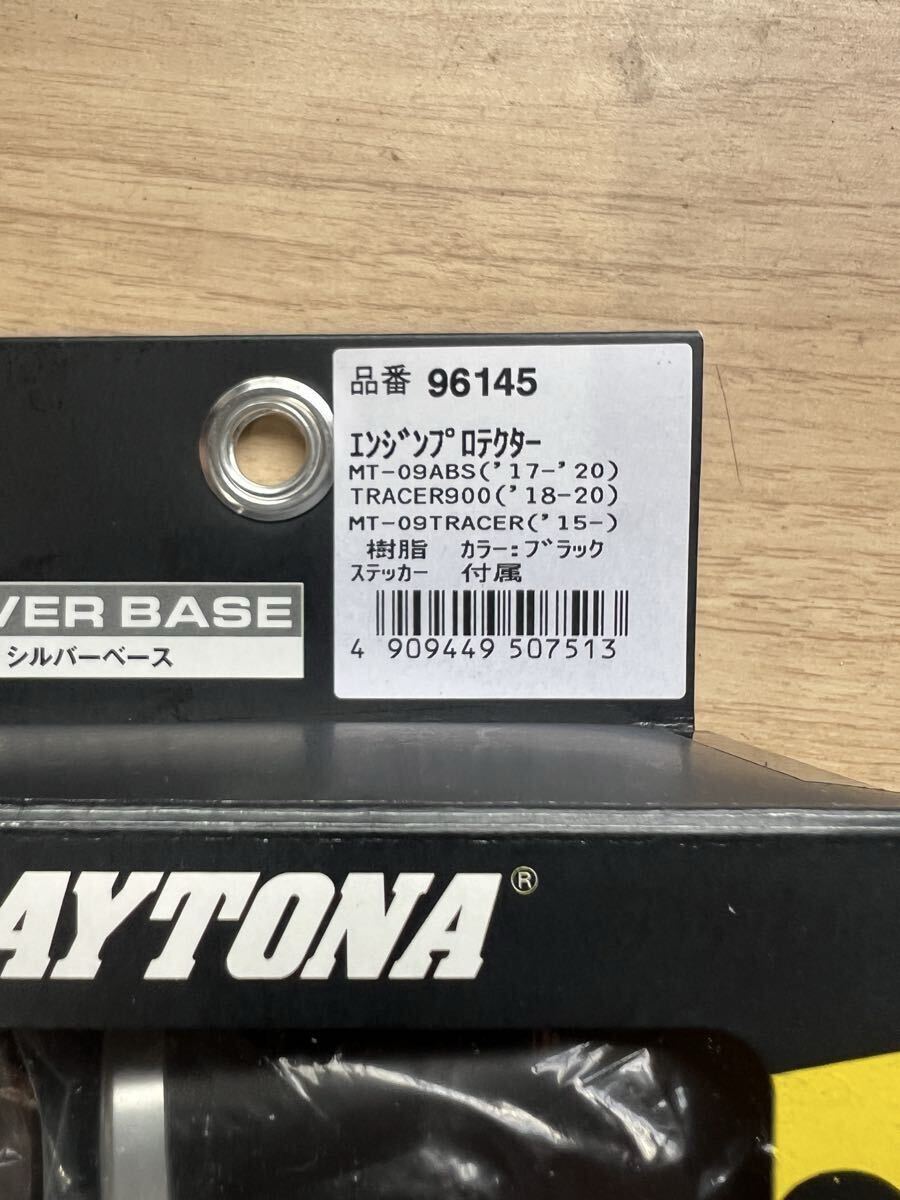 品番 96145
ｴﾝｼﾞﾝﾌﾟﾛﾃｸﾀｰ
MT-09ABS('17-'20)
TRACER900('18-20)
MT-09TRACER('15-)
樹脂 ｶﾗｰ:ﾌﾞﾗｯｸ
ｽﾃｯｶｰ 付属
4 909449 507513
VER BASE
シルバーベース
AYTONA®